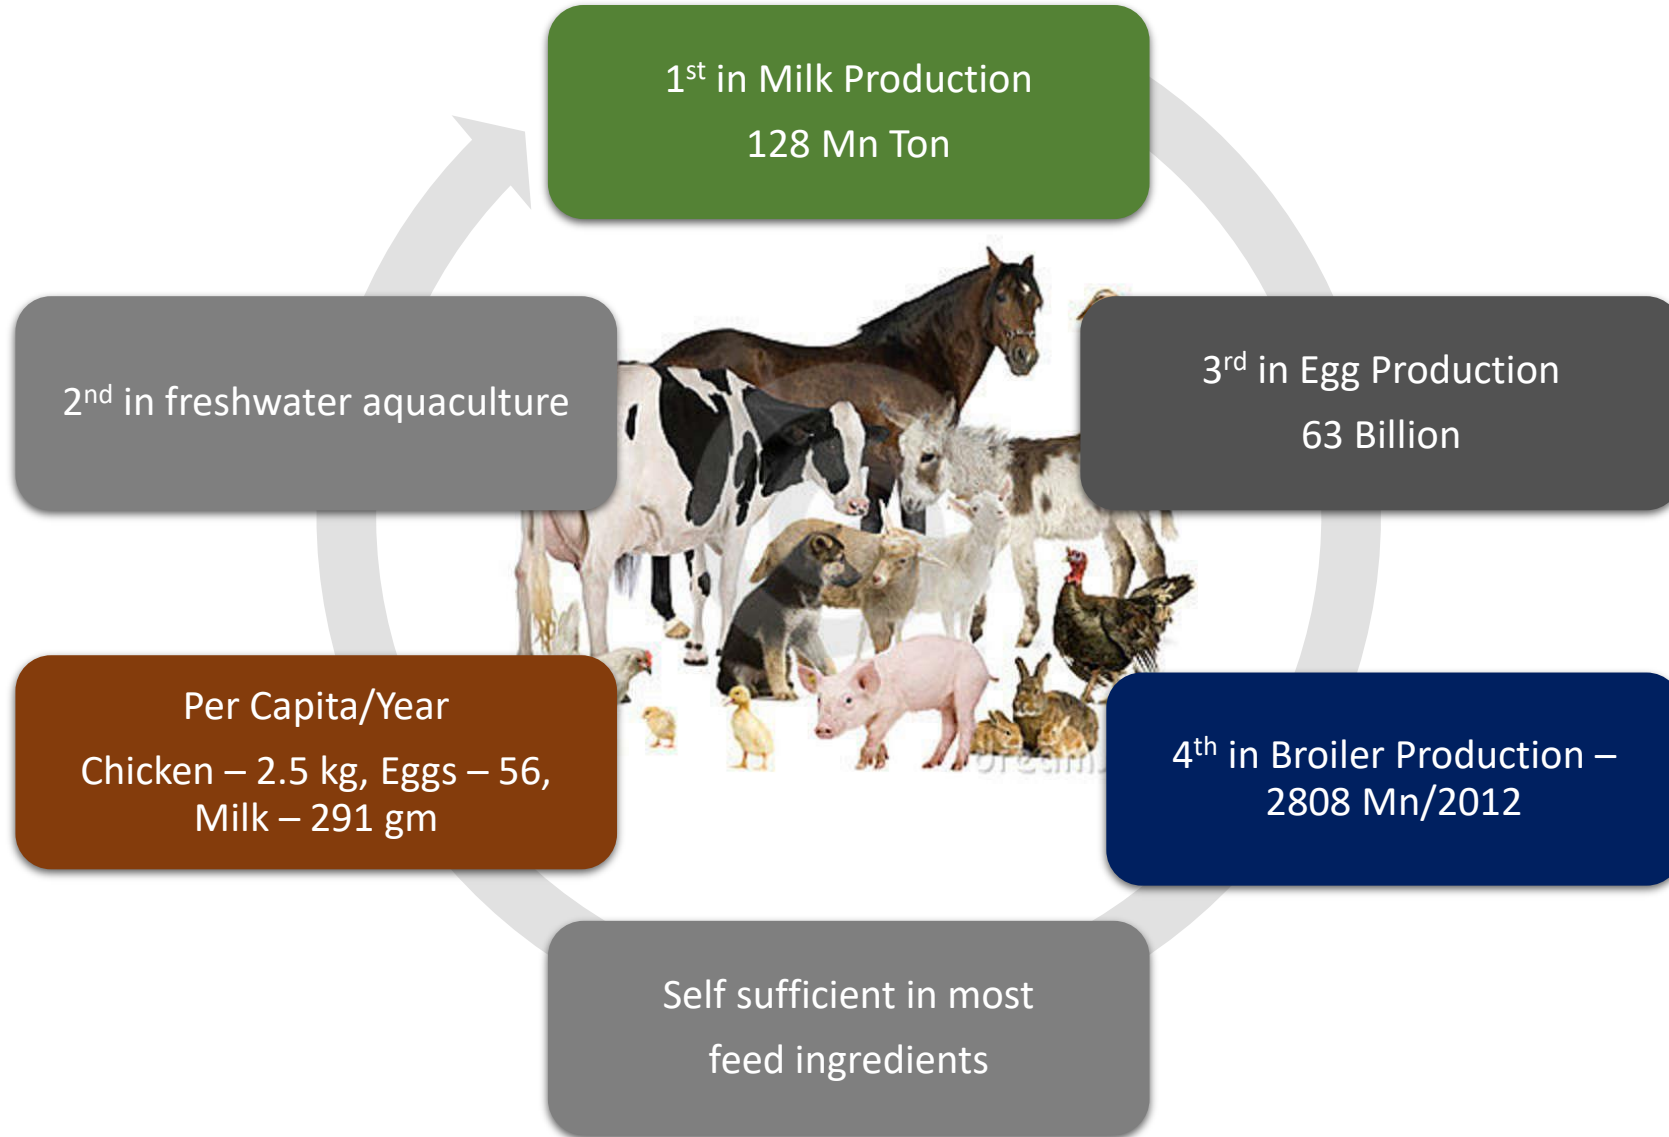 1st in Milk Production
128 Mn Ton
3rd in Egg Production
63 Billion
4th in Broiler Production –
2808 Mn/2012
Self sufficient in most
feed ingredients
Per Capita/Year
Chicken – 2.5 kg, Eggs – 56,
Milk – 291 gm
2nd in freshwater aquaculture